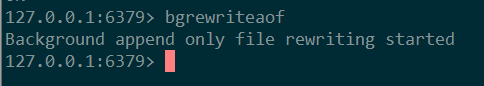 127.0.0.1:6379> bgrewriteaof
Background append only file rewriting started
127.0.0.1:6379>